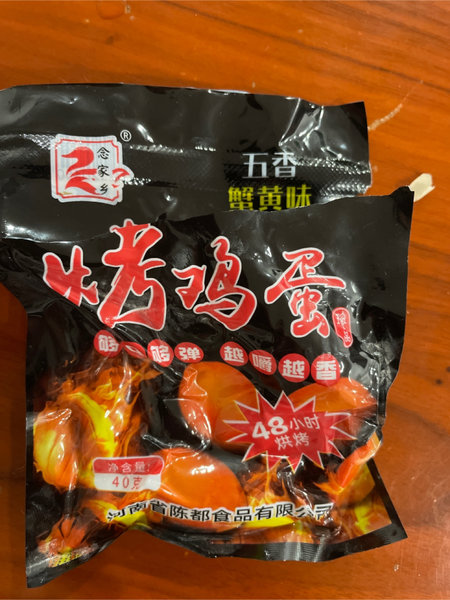 念家乡
®
五香
蟹黄味
烤鸡蛋
够弹 越嚼越香
48小时
烘烤
净含量:
40克
河南省陈都食品有限公司